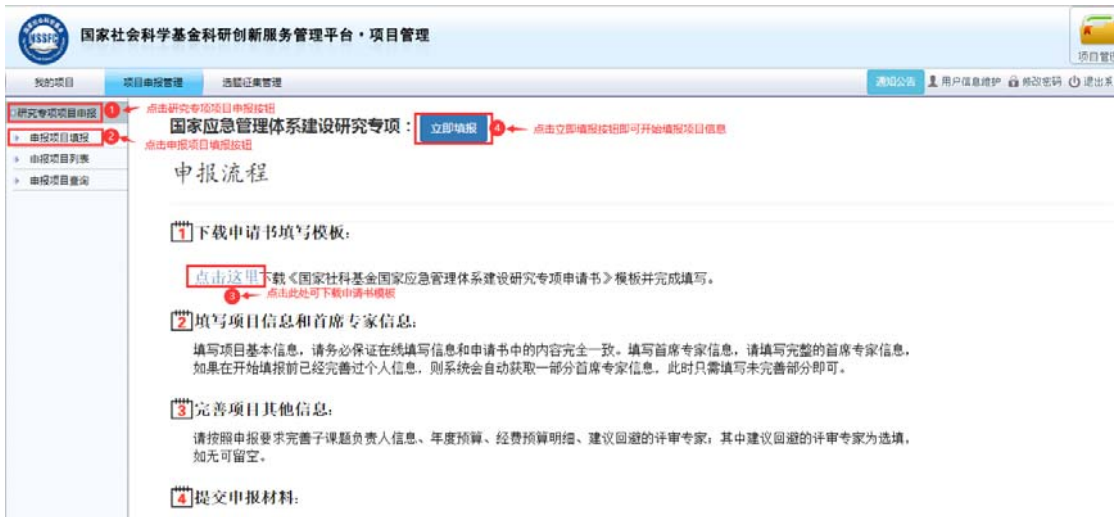 NSSFC
国家社会科学基金科研创新服务管理平台·项目管理
项目管理
我的项目 项目申报管理 选题征集管理 通知公告 用户信息维护 修改密码 退出系
研究专项项目申报 1 点击研究专项项目申报按钮
国家应急管理体系建设研究专项： 立即填报 4 点击立即填报按钮即可开始填报项目信息
申报项目填报 2 点击申报项目填报按钮
申报项目列表
申报项目查询
申报流程
1 下载申请书填写模板：
点击这里下载《国家社科基金国家应急管理体系建设研究专项申请书》模板并完成填写。
3 点击此处可下载申请书模板
2 填写项目信息和首席专家信息：
填写项目基本信息，请务必保证在线填写信息和申请书中的内容完全一致。填写首席专家信息，请填写完整的首席专家信息，
如果在开始填报前已经完善过个人信息，则系统会自动获取一部分首席专家信息，此时只需填写未完善部分即可。
3 完善项目其他信息：
请按照申报要求完善子课题负责人信息、年度预算、经费预算明细、建议回避的评审专家；其中建议回避的评审专家为选填，
如无可留空。
4 提交申报材料：